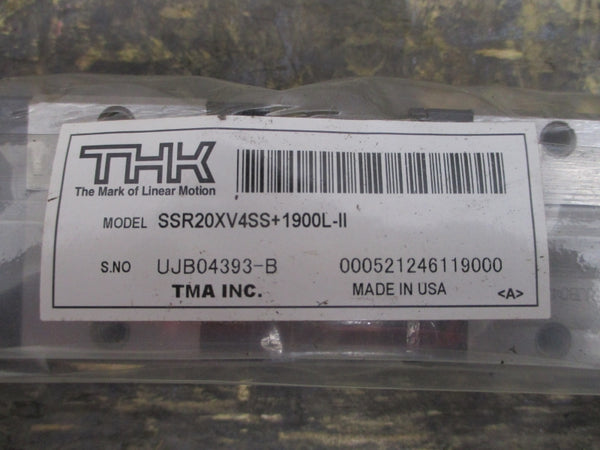 THK
The Mark of Linear Motion
MODEL SSR20XV4SS+1900L-II
S.NO UJB04393-B 000521246119000
TMA INC. MADE IN USA <A>